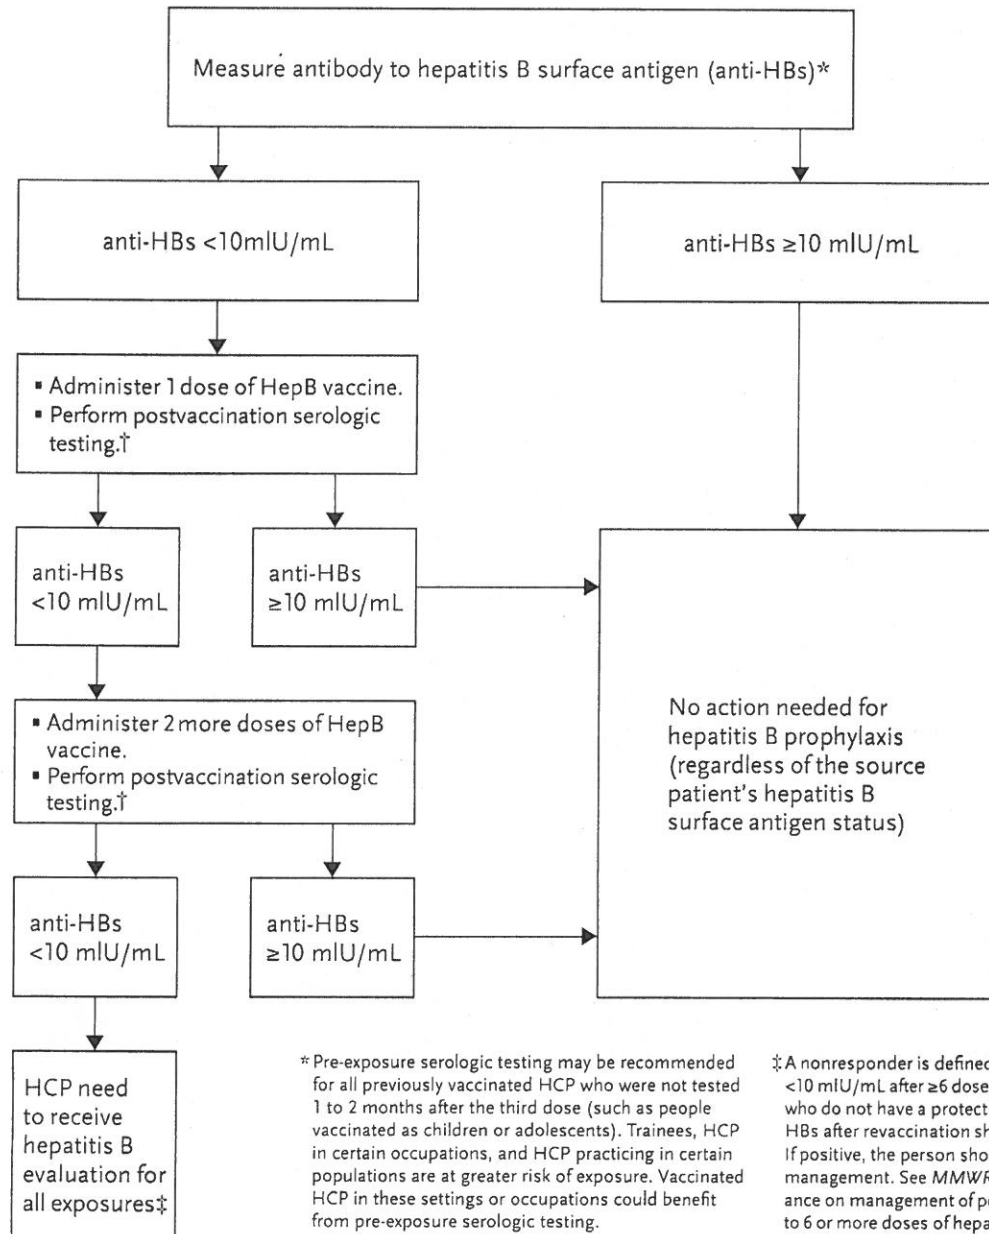 Measure antibody to hepatitis B surface antigen (anti-HBs)*
anti-HBs <10mIU/mL
anti-HBs ≥10 mIU/mL
▪ Administer 1 dose of HepB vaccine.
▪ Perform postvaccination serologic
testing.†
anti-HBs
<10 mIU/mL
anti-HBs
≥10 mIU/mL
▪ Administer 2 more doses of HepB
vaccine.
▪ Perform postvaccination serologic
testing.†
No action needed for
hepatitis B prophylaxis
(regardless of the source
patient's hepatitis B
surface antigen status)
anti-HBs
<10 mIU/mL
anti-HBs
≥10 mIU/mL
HCP need
to receive
hepatitis B
evaluation for
all exposures‡
* Pre-exposure serologic testing may be recommended
for all previously vaccinated HCP who were not tested
1 to 2 months after the third dose (such as people
vaccinated as children or adolescents). Trainees, HCP
in certain occupations, and HCP practicing in certain
populations are at greater risk of exposure. Vaccinated
HCP in these settings or occupations could benefit
from pre-exposure serologic testing.
‡ A nonresponder is defined
<10 mIU/mL after ≥6 dose
who do not have a protect
HBs after revaccination sh
If positive, the person sho
management. See MMWR
ance on management of p
to 6 or more doses of hepa